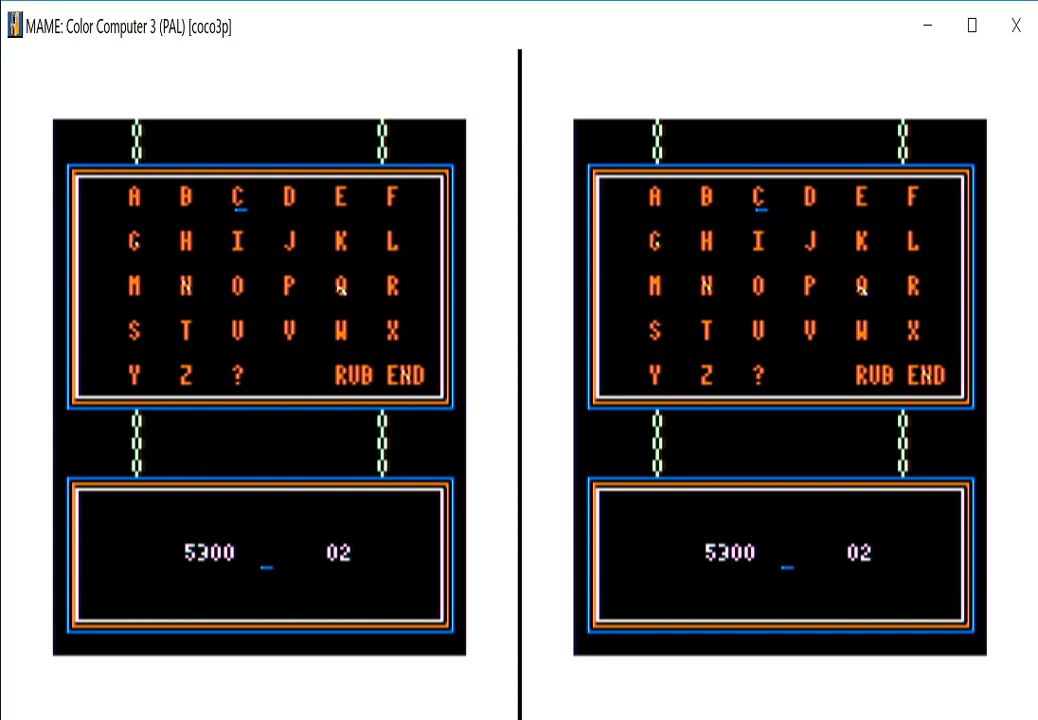 MAME: Color Computer 3 (PAL) [coco3p]
A B C D E F
G H I J K L
M N O P Q R
S T U V W X
Y Z ? RUB END
5300 _ 02
A B C D E F
G H I J K L
M N O P Q R
S T U V W X
Y Z ? RUB END
5300 _ 02